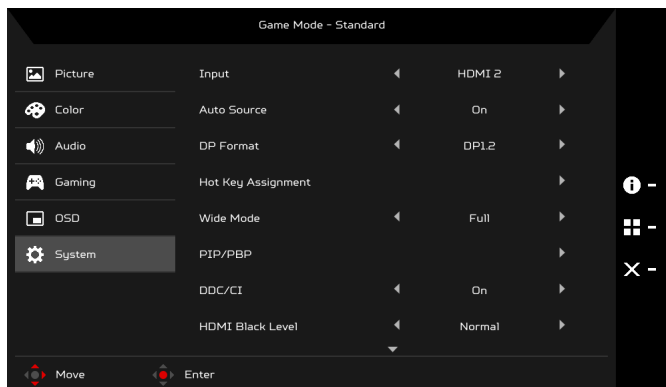 Game Mode - Standard
Picture Input HDMI 2
Color Auto Source On
Audio DP Format DP1.2
Gaming Hot Key Assignment
OSD Wide Mode Full
System PIP/PBP
DDC/CI On
HDMI Black Level Normal
Move Enter